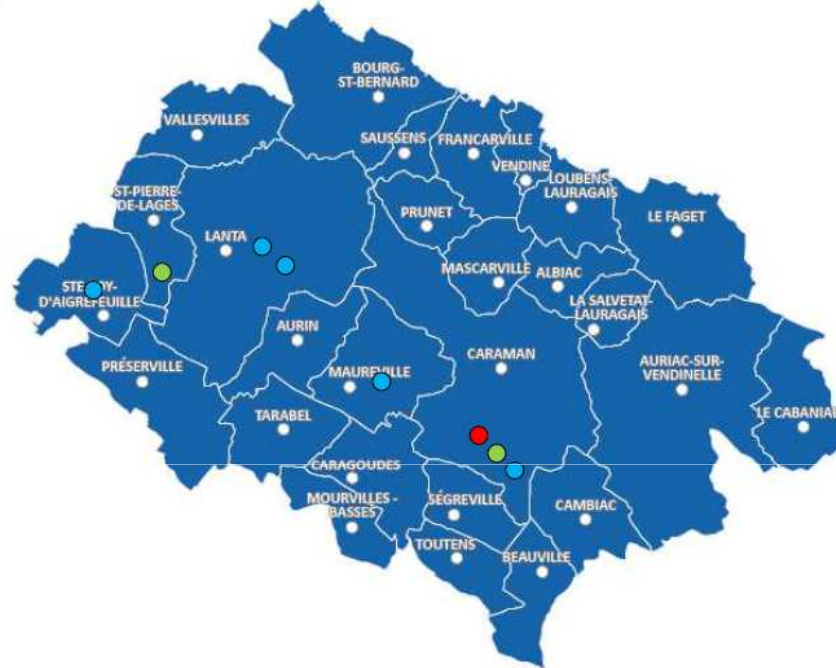 BOURG-
ST-BERNARD
VALLESVILLES
SAUSSENS
FRANCARVILLE
VENDINE
ST-PIERRE-
DE-LAGES
LOUBENS-
LAURAGAIS
PRUNET
LE FAGET
LANTA
MASCARVILLE
ALBIAC
D'AIGREFEUILLE
LA SALVETAT-
LAURAGAIS
AURIN
CARAMAN
PRÉSERVILLE
MAUREVILLE
AURIAC-SUR-
VENDINELLE
TARABEL
LE CABANIAL
CARAGOUDES
MOURVILLES -
BASSES
SÉGREVILLE
CAMBIAC
TOUTENS
BEAUVILLE